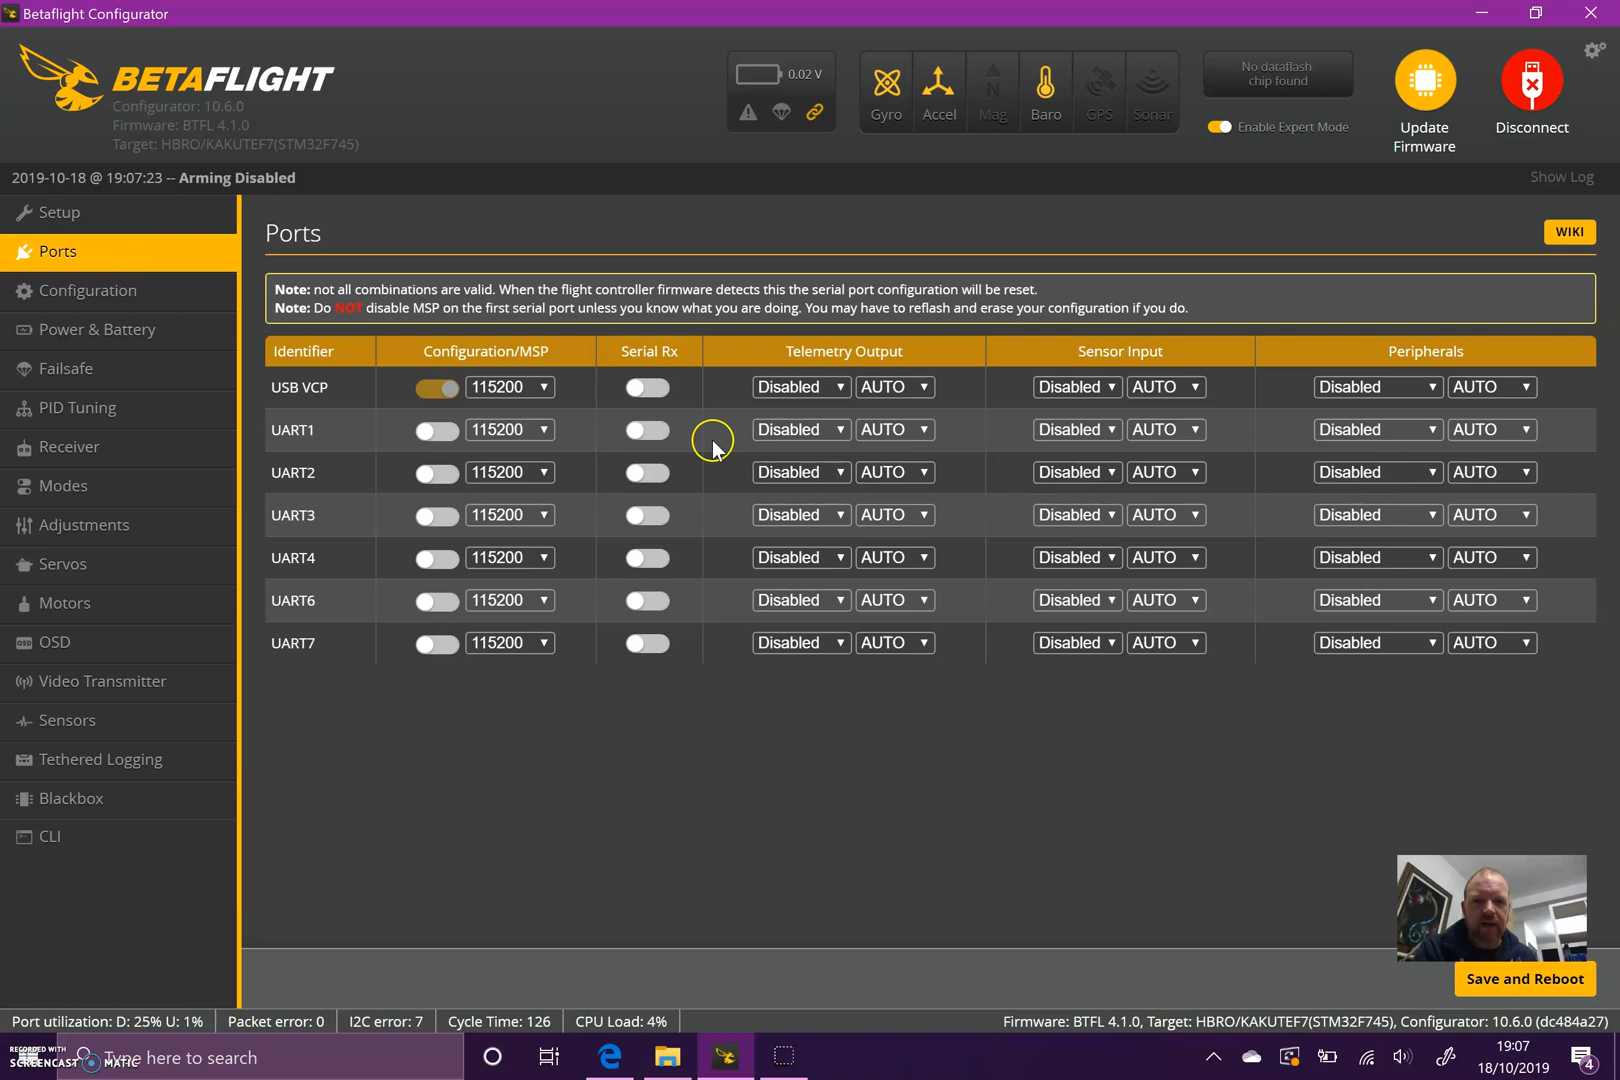 Betaflight Configurator
BETAFLIGHT
Configurator: 10.6.0
Firmware: BTFL 4.1.0
Target: HBRO/KAKUTEF7(STM32F745)
0.02 V
Gyro Accel Mag Baro GPS Sonar
No dataflash
chip found
Enable Expert Mode
Update
Firmware
Disconnect
2019-10-18 @ 19:07:23 -- Arming Disabled
Show Log
Setup
Ports
Configuration
Power & Battery
Failsafe
PID Tuning
Receiver
Modes
Adjustments
Servos
Motors
OSD OSD
Video Transmitter
Sensors
Tethered Logging
Blackbox
CLI
Ports
WIKI
Note: not all combinations are valid. When the flight controller firmware detects this the serial port configuration will be reset.
Note: Do NOT disable MSP on the first serial port unless you know what you are doing. You may have to reflash and erase your configuration if you do.
Identifier Configuration/MSP Serial Rx Telemetry Output Sensor Input Peripherals
USB VCP 115200 Disabled AUTO Disabled AUTO Disabled AUTO
UART1 115200 Disabled AUTO Disabled AUTO Disabled AUTO
UART2 115200 Disabled AUTO Disabled AUTO Disabled AUTO
UART3 115200 Disabled AUTO Disabled AUTO Disabled AUTO
UART4 115200 Disabled AUTO Disabled AUTO Disabled AUTO
UART6 115200 Disabled AUTO Disabled AUTO Disabled AUTO
UART7 115200 Disabled AUTO Disabled AUTO Disabled AUTO
Save and Reboot
Port utilization: D: 25% U: 1% Packet error: 0 I2C error: 7 Cycle Time: 126 CPU Load: 4% Firmware: BTFL 4.1.0, Target: HBRO/KAKUTEF7(STM32F745), Configurator: 10.6.0 (dc484a27)
RECORDED WITH
SCREENCAST MATIC
Type here to search
19:07
18/10/2019
4